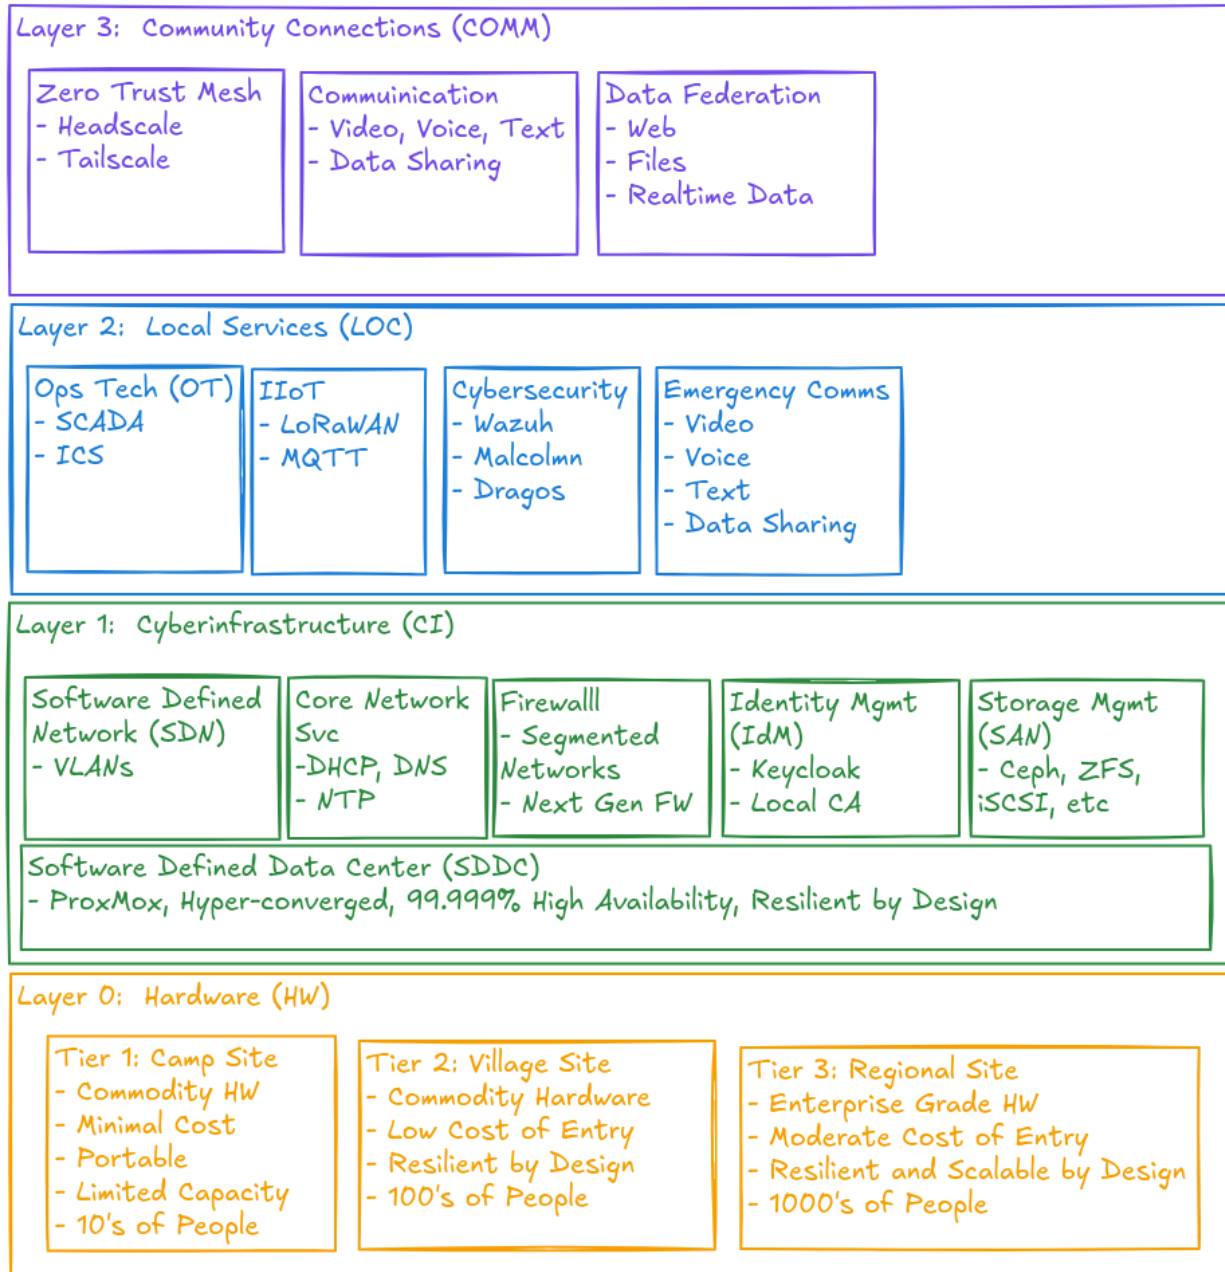 Layer 3:  Community Connections (COMM)
Zero Trust Mesh
- Headscale
- Tailscale
Commuinication
- Video, Voice, Text
- Data Sharing
Data Federation
- Web
- Files
- Realtime Data
Layer 2:  Local Services (LOC)
Ops Tech (OT)
- SCADA
- ICS
IIoT
- LoRaWAN
- MQTT
Cybersecurity
- Wazuh
- Malcolmn
- Dragos
Emergency Comms
- Video
- Voice
- Text
- Data Sharing
Layer 1:  Cyberinfrastructure (CI)
Software Defined
Network (SDN)
- VLANs
Core Network
Svc
-DHCP, DNS
- NTP
Firewalll
- Segmented
Networks
- Next Gen FW
Identity Mgmt
(IdM)
- Keycloak
- Local CA
Storage Mgmt
(SAN)
- Ceph, ZFS,
iSCSI, etc
Software Defined Data Center (SDDC)
- ProxMox, Hyper-converged, 99.999% High Availability, Resilient by Design
Layer 0:  Hardware (HW)
Tier 1: Camp Site
- Commodity HW
- Minimal Cost
- Portable
- Limited Capacity
- 10's of People
Tier 2: Village Site
- Commodity Hardware
- Low Cost of Entry
- Resilient by Design
- 100's of People
Tier 3: Regional Site
- Enterprise Grade HW
- Moderate Cost of Entry
- Resilient and Scalable by Design
- 1000's of People